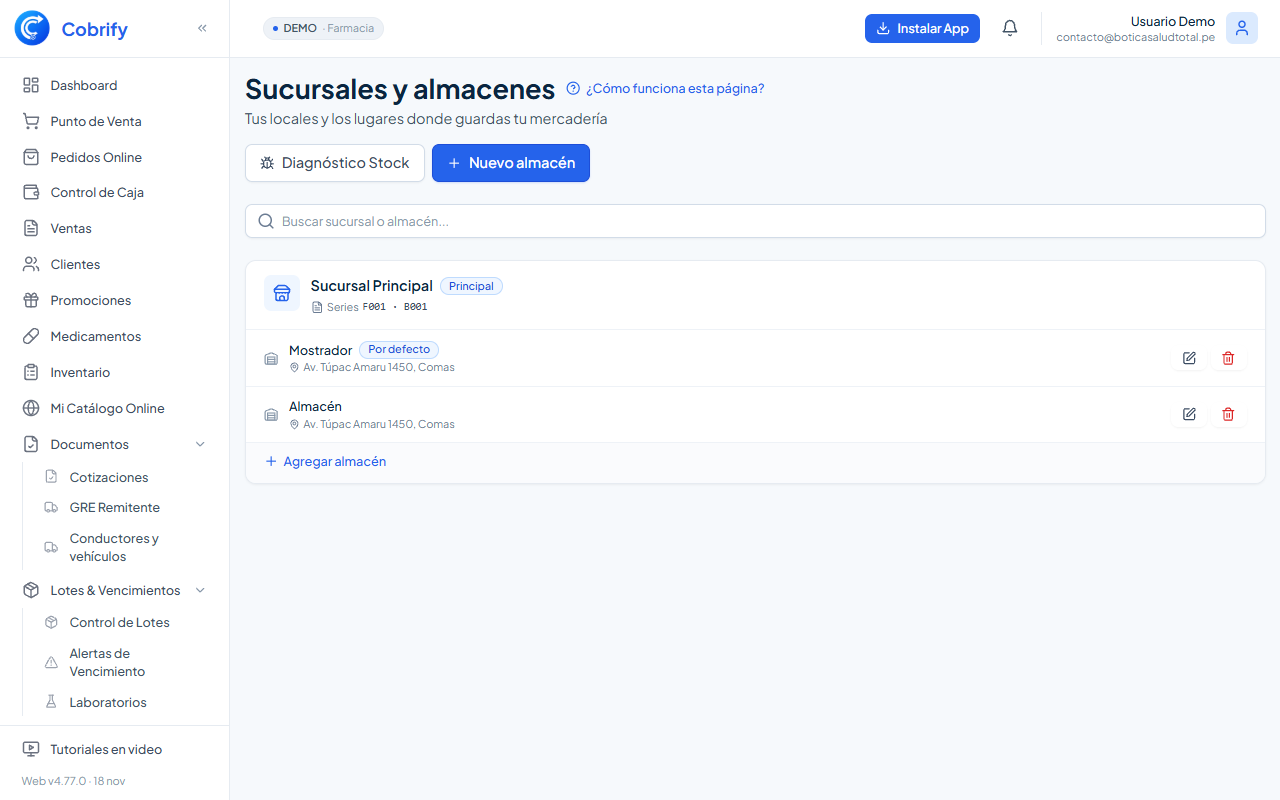 Cobrify
DEMO · Farmacia
Instalar App
Usuario Demo
contacto@boticasaludtotal.pe
Dashboard
Punto de Venta
Pedidos Online
Control de Caja
Ventas
Clientes
Promociones
Medicamentos
Inventario
Mi Catálogo Online
Documentos
Cotizaciones
GRE Remitente
Conductores y
vehículos
Lotes & Vencimientos
Control de Lotes
Alertas de
Vencimiento
Laboratorios
Tutoriales en video
Web v4.77.0 · 18 nov
Sucursales y almacenes
¿Cómo funciona esta página?
Tus locales y los lugares donde guardas tu mercadería
Diagnóstico Stock
Nuevo almacén
Buscar sucursal o almacén...
Sucursal Principal Principal
Series F001 · B001
Mostrador Por defecto
Av. Túpac Amaru 1450, Comas
Almacén
Av. Túpac Amaru 1450, Comas
Agregar almacén